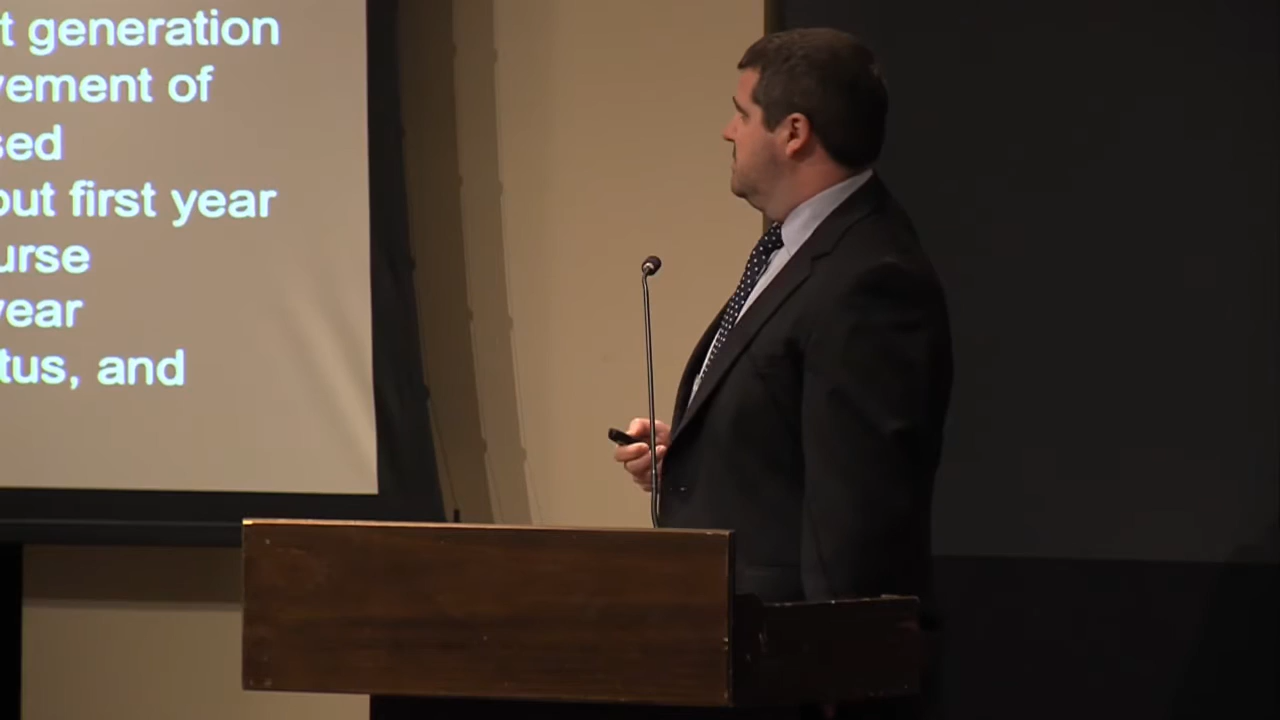 t generation
vement of
sed
out first year
urse
year
tus, and